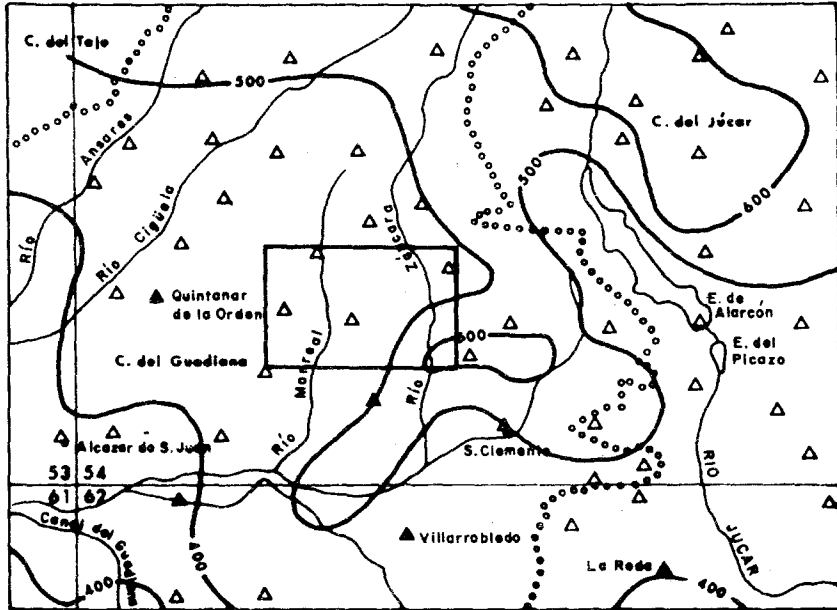 C. del Tajo
500
Ansares
Río
Río Cigüela
Záncara
500
C. del Júcar
600
Quintanar
de la Orden
C. del Guadiana
Monreal
Río
Río
500
E. de
Alarcón
E. del
Picazo
Alcazar de S. Juan
S. Clemente
53 54
61 62
Canal del Guadiana
400
400
Villarrobledo
La Roda
400
RIO
JUCAR